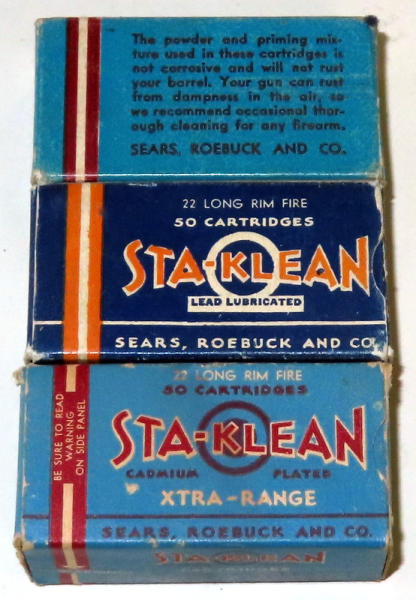 The powder and priming mix-
ture used in these cartridges is
not corrosive and will not rust
your barrel. Your gun can rust
from dampness in the air, so
we recommend occasional thor-
ough cleaning for any firearm.
SEARS, ROEBUCK AND CO.
22 LONG RIM FIRE
50 CARTRIDGES
STA-KLEAN
LEAD LUBRICATED
SEARS, ROEBUCK AND CO
BE SURE TO READ
WARNING
ON SIDE PANEL
22 LONG RIM FIRE
50 CARTRIDGES
STA-KLEAN
CADMIUM PLATED
XTRA-RANGE
SEARS, ROEBUCK AND CO.
STA-KLEAN